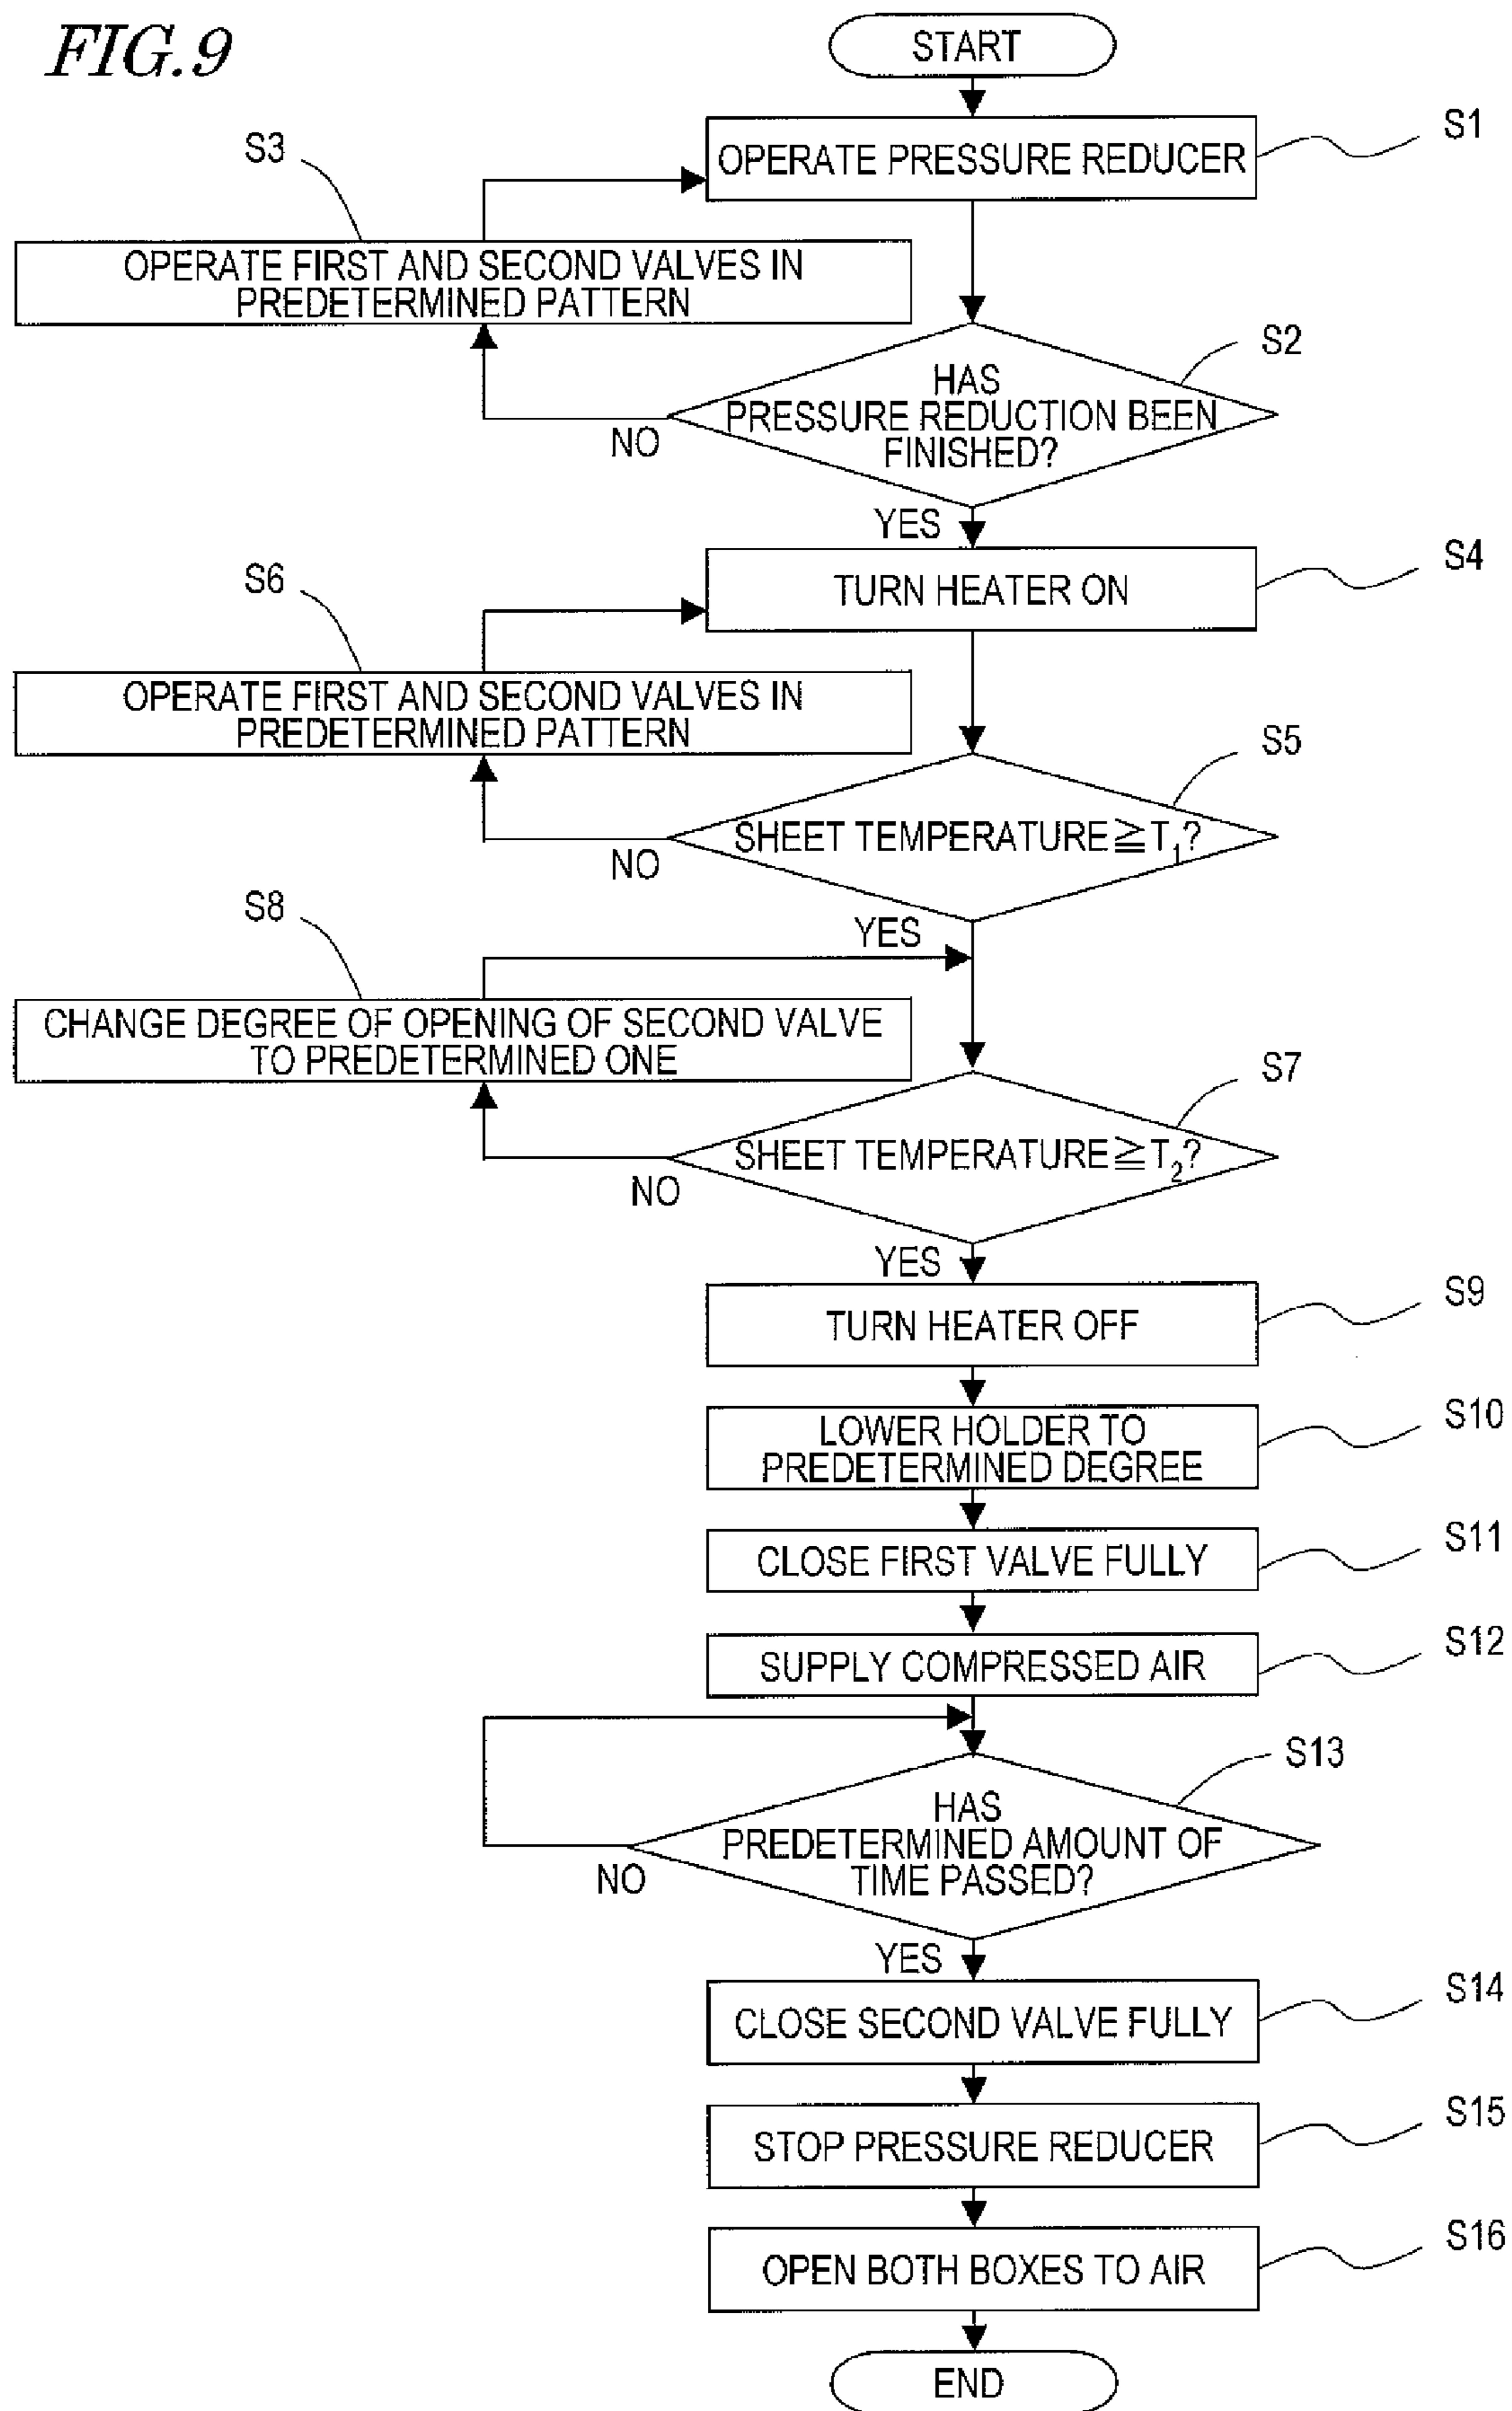 FIG.9
START
S1
OPERATE PRESSURE REDUCER
S3
OPERATE FIRST AND SECOND VALVES IN
PREDETERMINED PATTERN
S2
HAS
PRESSURE REDUCTION BEEN
FINISHED?
NO
YES
S4
TURN HEATER ON
S6
OPERATE FIRST AND SECOND VALVES IN
PREDETERMINED PATTERN
S5
SHEET TEMPERATURE≧T1?
NO
YES
S8
CHANGE DEGREE OF OPENING OF SECOND VALVE
TO PREDETERMINED ONE
S7
SHEET TEMPERATURE≧T2?
NO
YES
S9
TURN HEATER OFF
S10
LOWER HOLDER TO
PREDETERMINED DEGREE
S11
CLOSE FIRST VALVE FULLY
S12
SUPPLY COMPRESSED AIR
S13
HAS
PREDETERMINED AMOUNT OF
TIME PASSED?
NO
YES
S14
CLOSE SECOND VALVE FULLY
S15
STOP PRESSURE REDUCER
S16
OPEN BOTH BOXES TO AIR
END